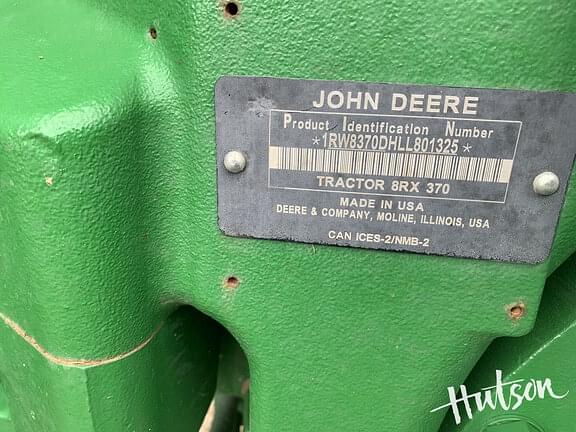 JOHN DEERE
Product Identification Number
*1RW8370DHLL801325*
TRACTOR 8RX 370
MADE IN USA
DEERE & COMPANY, MOLINE, ILLINOIS, USA
CAN ICES-2/NMB-2
Hutson